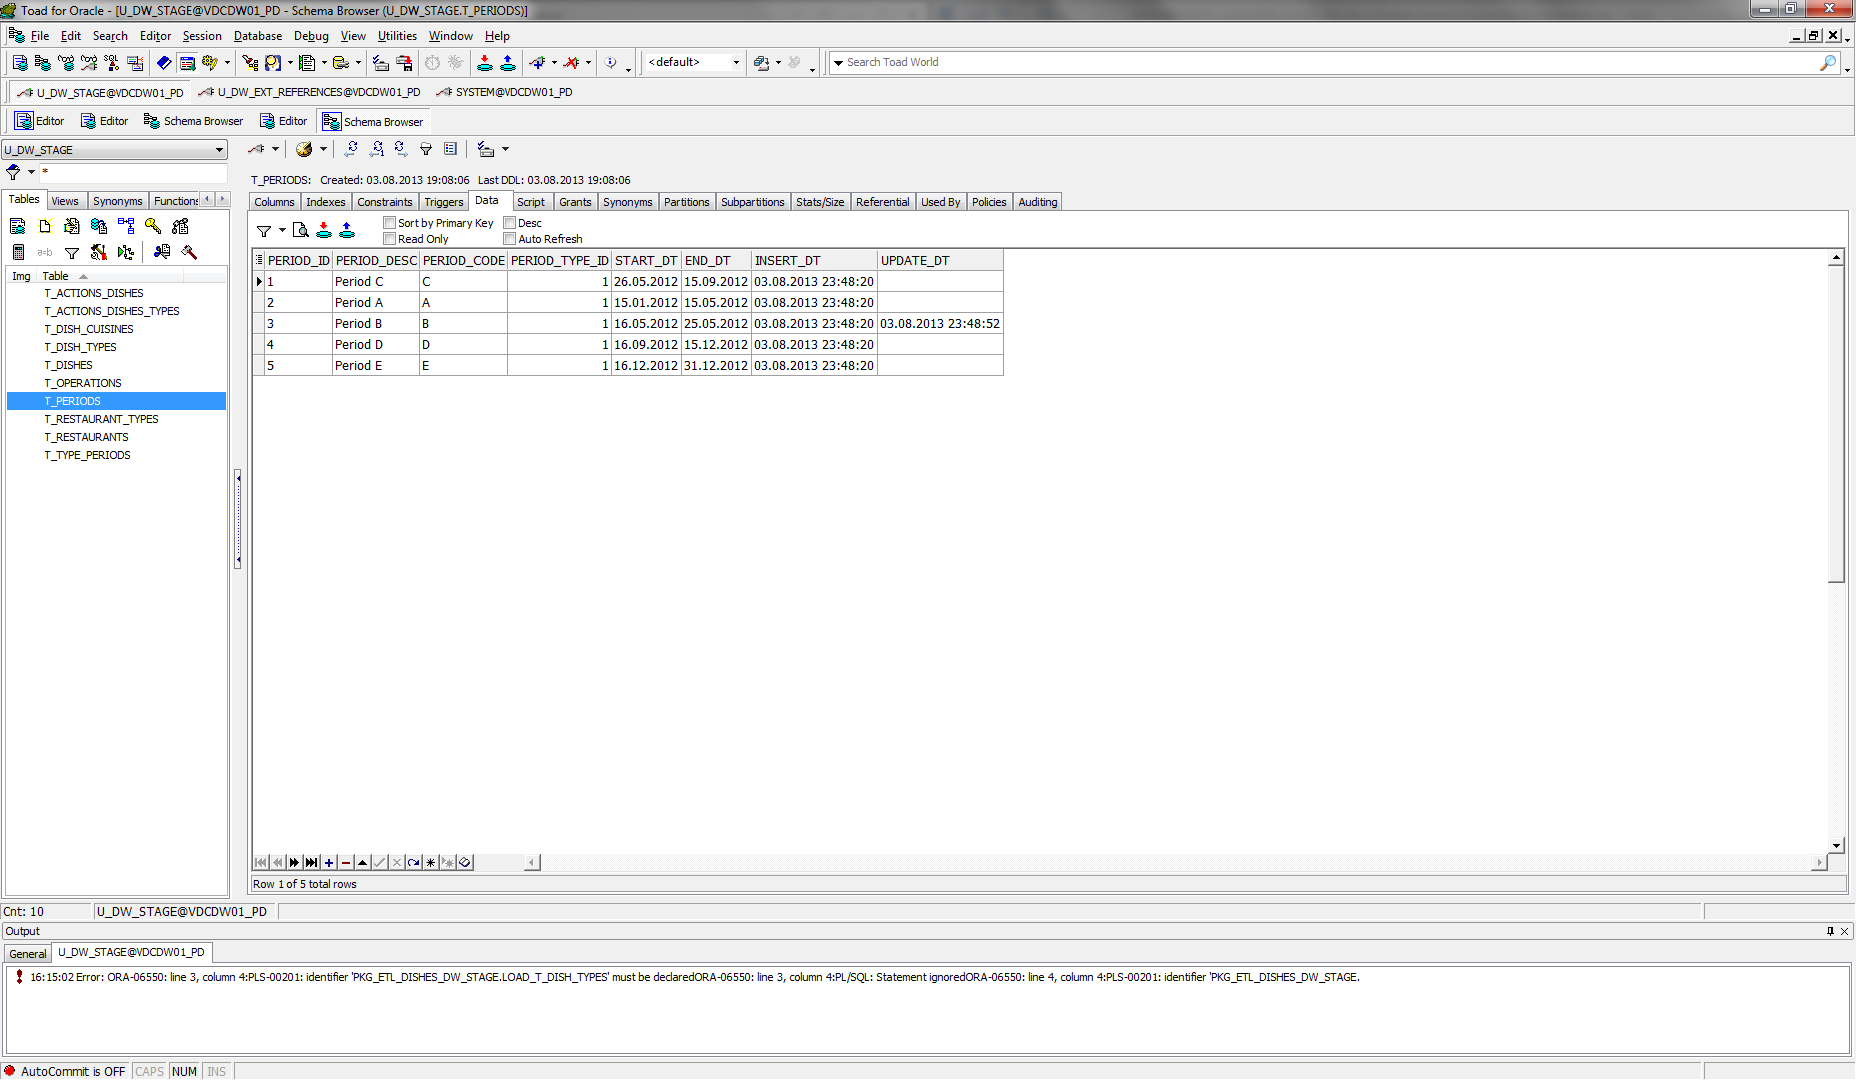 Toad for Oracle - [U_DW_STAGE@VDCDW01_PD - Schema Browser (U_DW_STAGE.T_PERIODS)]
File Edit Search Editor Session Database Debug View Utilities Window Help
SQL <default> Search Toad World
U_DW_STAGE@VDCDW01_PD U_DW_EXT_REFERENCES@VDCDW01_PD SYSTEM@VDCDW01_PD
Editor Editor Schema Browser Editor Schema Browser
U_DW_STAGE
*
T_PERIODS: Created: 03.08.2013 19:08:06 Last DDL: 03.08.2013 19:08:06
Tables Views Synonyms Functions
Columns Indexes Constraints Triggers Data Script Grants Synonyms Partitions Subpartitions Stats/Size Referential Used By Policies Auditing
Sort by Primary Key Desc
Read Only Auto Refresh
a=b
Img Table
T_ACTIONS_DISHES
T_ACTIONS_DISHES_TYPES
T_DISH_CUISINES
T_DISH_TYPES
T_DISHES
T_OPERATIONS
T_PERIODS
T_RESTAURANT_TYPES
T_RESTAURANTS
T_TYPE_PERIODS
PERIOD_ID PERIOD_DESC PERIOD_CODE PERIOD_TYPE_ID START_DT END_DT INSERT_DT UPDATE_DT
1 Period C C 1 26.05.2012 15.09.2012 03.08.2013 23:48:20
2 Period A A 1 15.01.2012 15.05.2012 03.08.2013 23:48:20
3 Period B B 1 16.05.2012 25.05.2012 03.08.2013 23:48:20 03.08.2013 23:48:52
4 Period D D 1 16.09.2012 15.12.2012 03.08.2013 23:48:20
5 Period E E 1 16.12.2012 31.12.2012 03.08.2013 23:48:20
Row 1 of 5 total rows
Cnt: 10 U_DW_STAGE@VDCDW01_PD
Output
General U_DW_STAGE@VDCDW01_PD
16:15:02 Error: ORA-06550: line 3, column 4:PLS-00201: identifier 'PKG_ETL_DISHES_DW_STAGE.LOAD_T_DISH_TYPES' must be declaredORA-06550: line 3, column 4:PL/SQL: Statement ignoredORA-06550: line 4, column 4:PLS-00201: identifier 'PKG_ETL_DISHES_DW_STAGE.
AutoCommit is OFF CAPS NUM INS